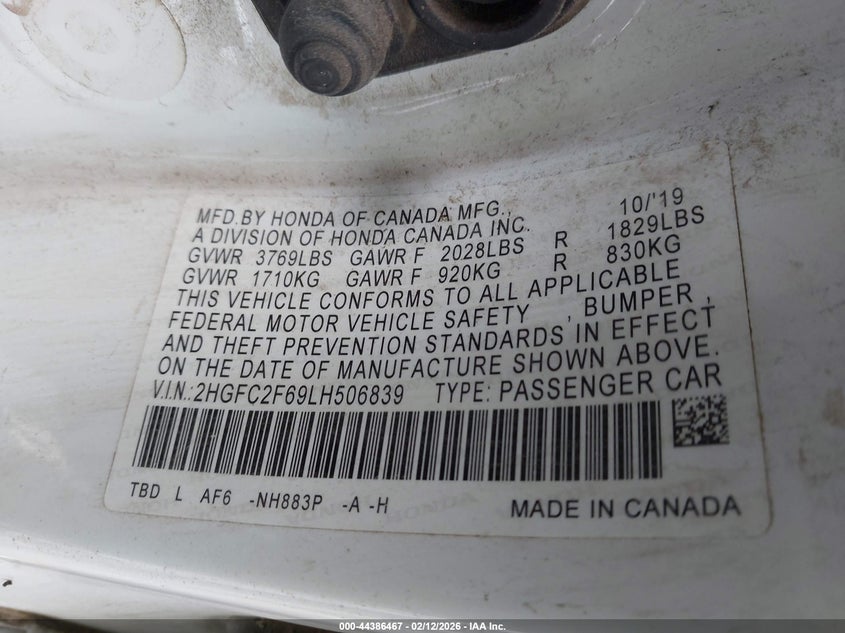 MFD.BY HONDA OF CANADA MFG., 10/'19
A DIVISION OF HONDA CANADA INC.
GVWR 3769LBS GAWR F 2028LBS R 1829LBS
GVWR 1710KG GAWR F 920KG R 830KG
THIS VEHICLE CONFORMS TO ALL APPLICABLE
FEDERAL MOTOR VEHICLE SAFETY , BUMPER ,
AND THEFT PREVENTION STANDARDS IN EFFECT
ON THE DATE OF MANUFACTURE SHOWN ABOVE.
V.I.N.:2HGFC2F69LH506839 TYPE: PASSENGER CAR
TBD L AF6 -NH883P -A -H MADE IN CANADA
000-44386467 - 02/12/2026 - IAA Inc.